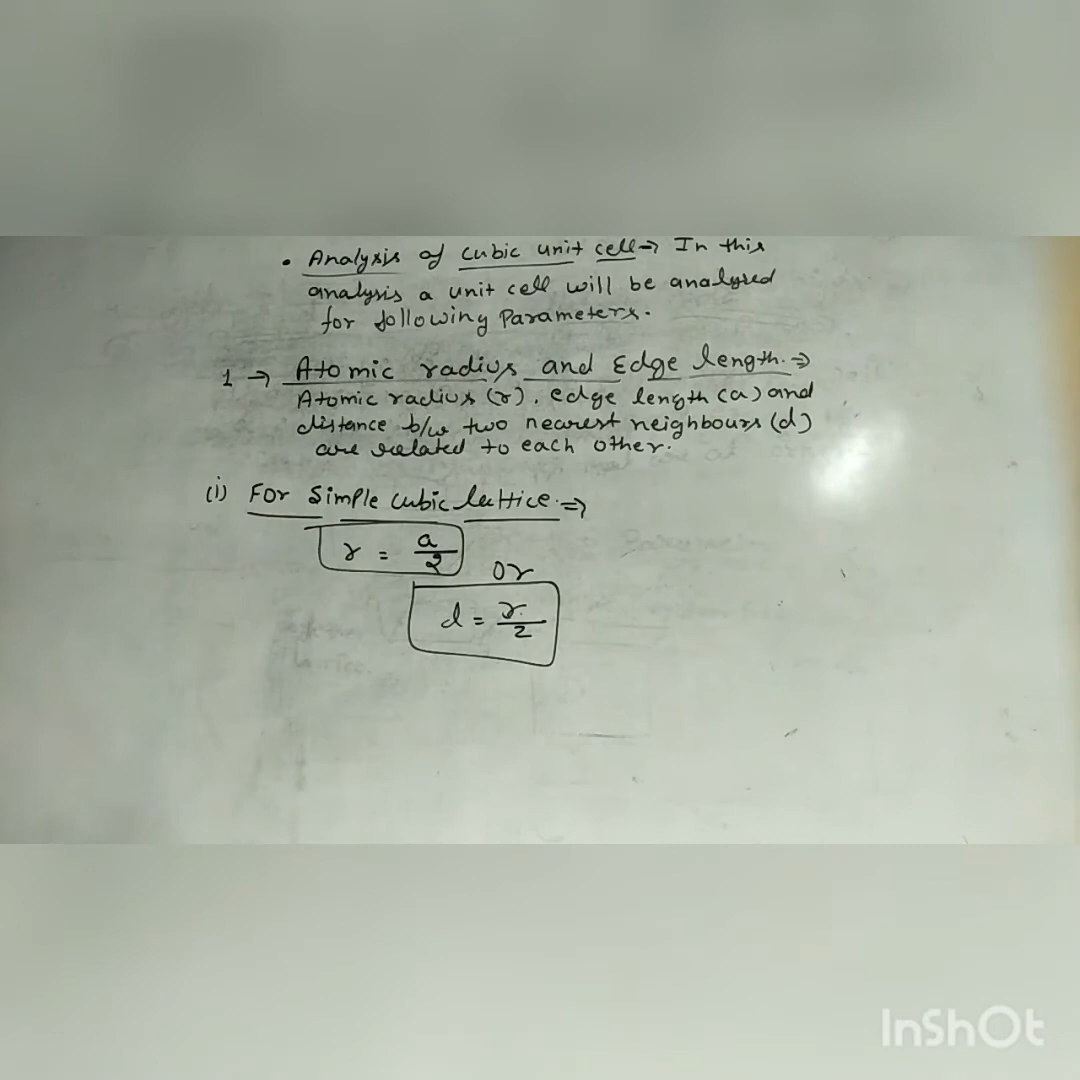 • Analysis of cubic unit cell → In this
analysis a unit cell will be analysed
for following Parameters.
1 → Atomic radius and Edge length. ⇒
Atomic radius (r), edge length (a) and
distance b/w two nearest neighbours (d)
are related to each other.
(i) For Simple cubic lattice. ⇒
r = a/2
or
d = r/2
InShOt